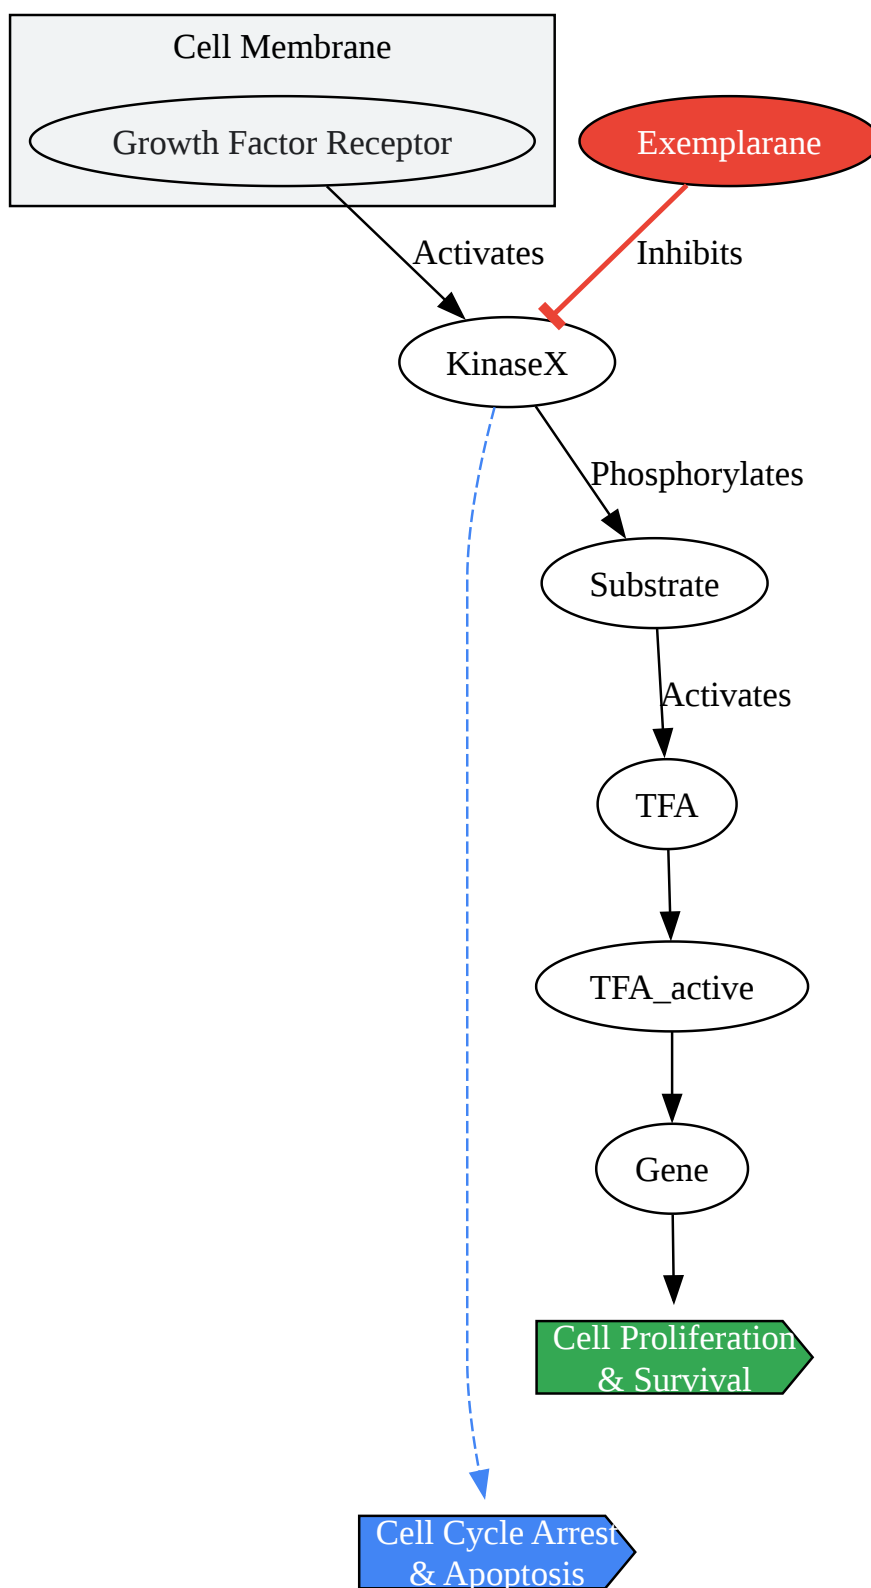 Cell Membrane
Growth Factor Receptor
Exemplarane
Activates
Inhibits
KinaseX
Phosphorylates
Substrate
Activates
TFA
TFA_active
Gene
Cell Proliferation
& Survival
Cell Cycle Arrest
& Apoptosis